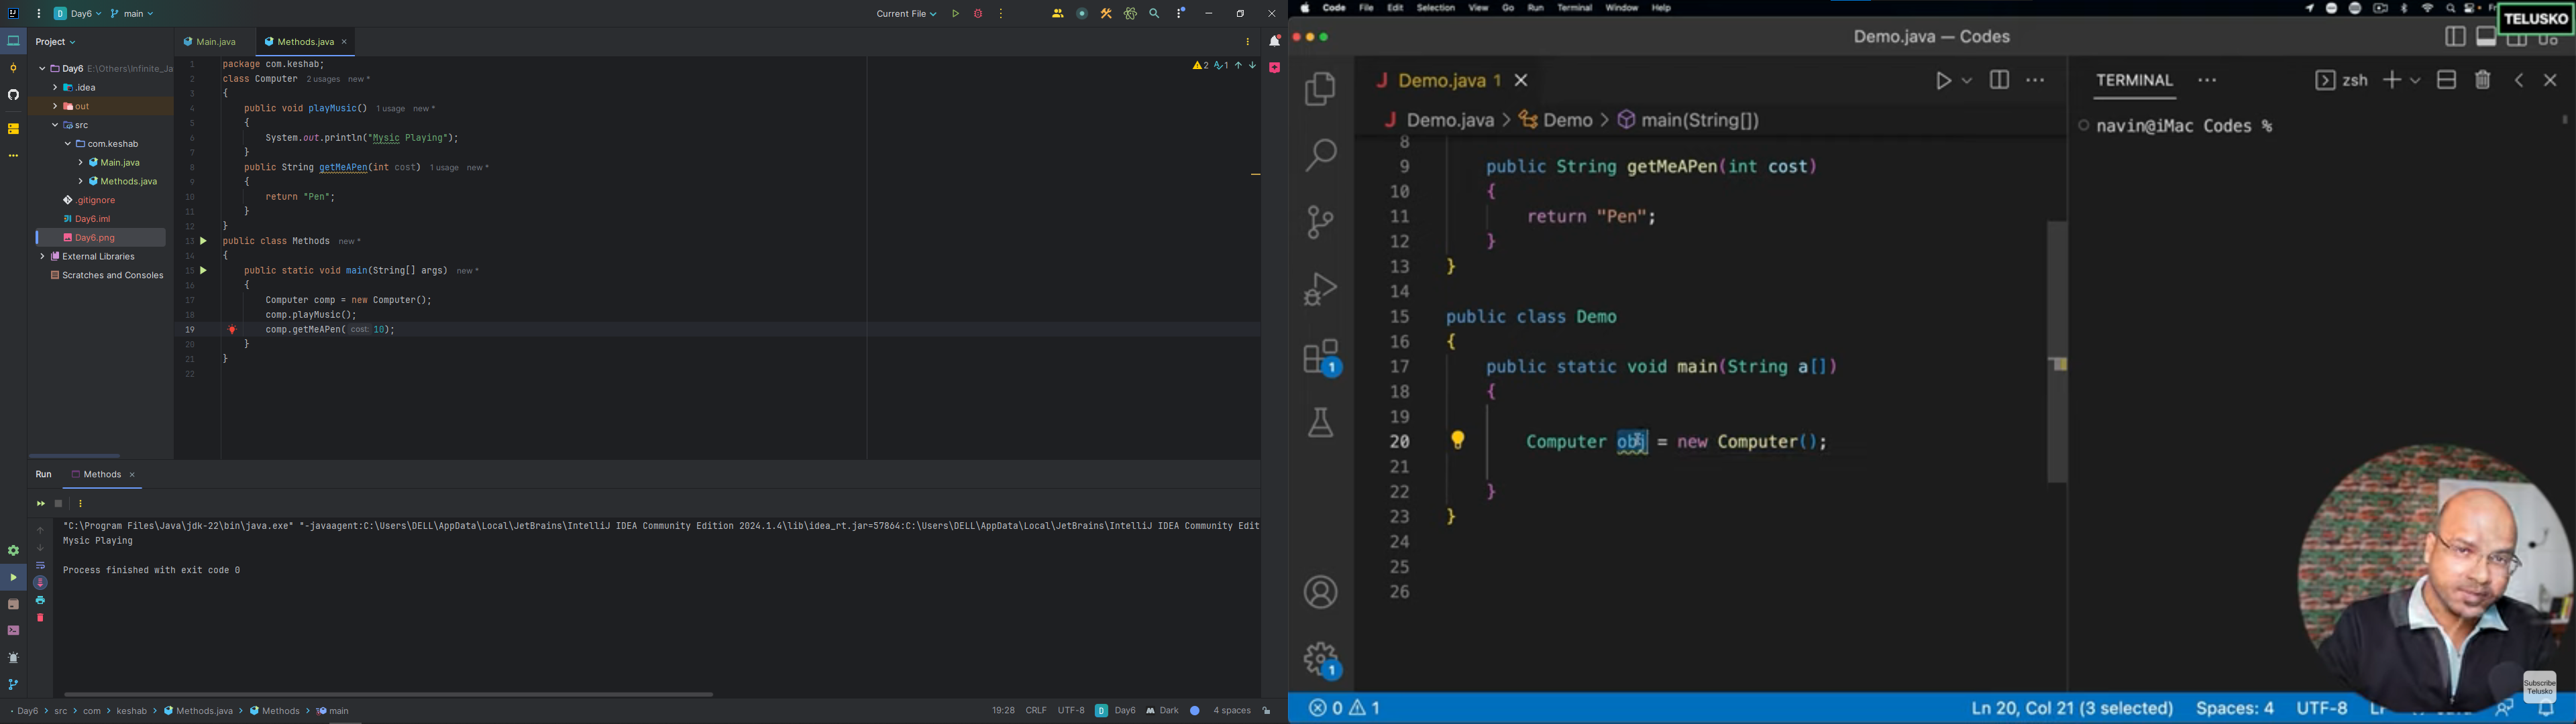 Day6
main
Current File
Project
Main.java
Methods.java
Day6 E:\Others\Infinite_Ja
.idea
out
src
com.keshab
Main.java
Methods.java
.gitignore
Day6.iml
Day6.png
External Libraries
Scratches and Consoles
2 1
1 package com.keshab;
2 class Computer 2 usages new *
3 {
4 public void playMusic() 1 usage new *
5 {
6 System.out.println("Mysic Playing");
7 }
8 public String getMeAPen(int cost) 1 usage new *
9 {
10 return "Pen";
11 }
12 }
13 public class Methods new *
14 {
15 public static void main(String[] args) new *
16 {
17 Computer comp = new Computer();
18 comp.playMusic();
19 comp.getMeAPen( cost: 10);
20 }
21 }
22
Run Methods
"C:\Program Files\Java\jdk-22\bin\java.exe" "-javaagent:C:\Users\DELL\AppData\Local\JetBrains\IntelliJ IDEA Community Edition 2024.1.4\lib\idea_rt.jar=57864:C:\Users\DELL\AppData\Local\JetBrains\IntelliJ IDEA Community Edit
Mysic Playing
Process finished with exit code 0
Day6 > src > com > keshab > Methods.java > Methods > main
19:28 CRLF UTF-8 Day6 Dark 4 spaces
Code File Edit Selection View Go Run Terminal Window Help
TELUSKO
Demo.java — Codes
Demo.java 1
Demo.java > Demo > main(String[])
8
9 public String getMeAPen(int cost)
10 {
11 return "Pen";
12 }
13 }
14
15 public class Demo
16 {
17 public static void main(String a[])
18 {
19
20 Computer obj = new Computer();
21
22 }
23 }
24
25
26
1
1
TERMINAL
zsh
navin@iMac Codes %
Subscribe
Telusko
0 1
Ln 20, Col 21 (3 selected) Spaces: 4 UTF-8